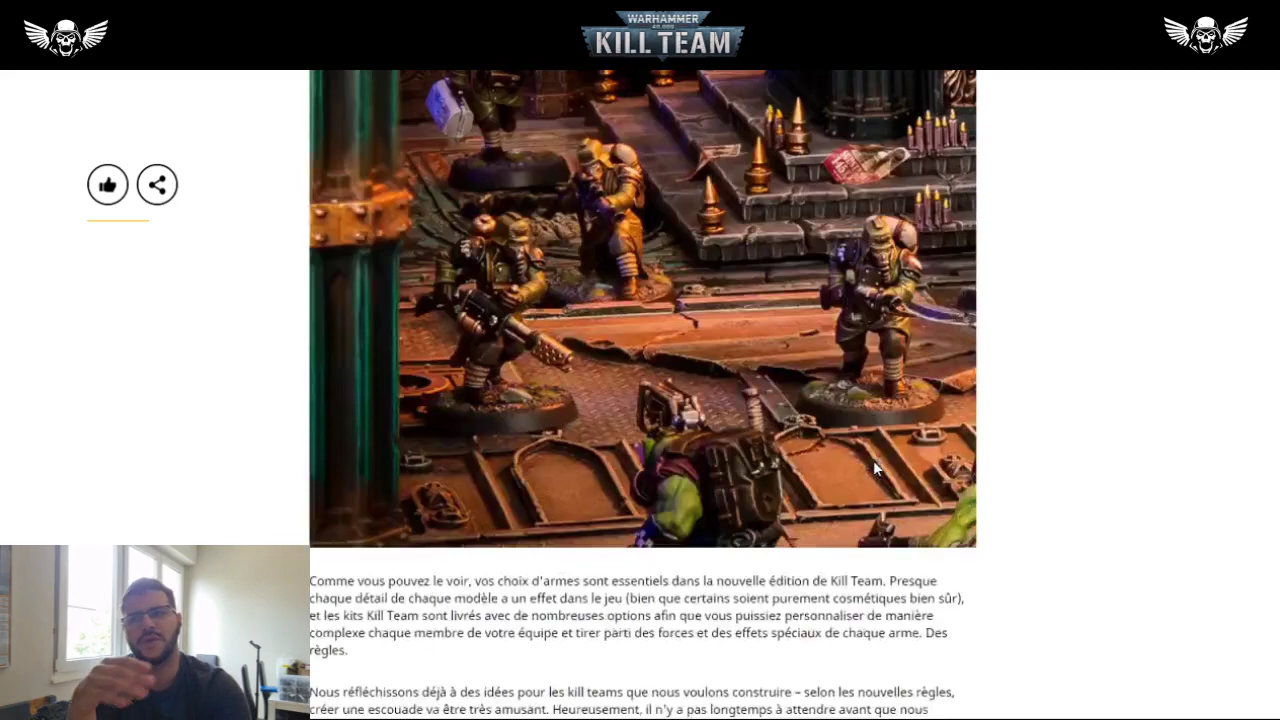 WARHAMMER
40,000
KILL TEAM
Comme vous pouvez le voir, vos choix d'armes sont essentiels dans la nouvelle édition de Kill Team. Presque
chaque détail de chaque modèle a un effet dans le jeu (bien que certains soient purement cosmétiques bien sûr),
et les kits Kill Team sont livrés avec de nombreuses options afin que vous puissiez personnaliser de manière
complexe chaque membre de votre équipe et tirer parti des forces et des effets spéciaux de chaque arme. Des
règles.
Nous réfléchissons déjà à des idées pour les kill teams que nous voulons construire – selon les nouvelles règles,
créer une escouade va être très amusant. Heureusement, il n'y a pas longtemps à attendre avant que nous